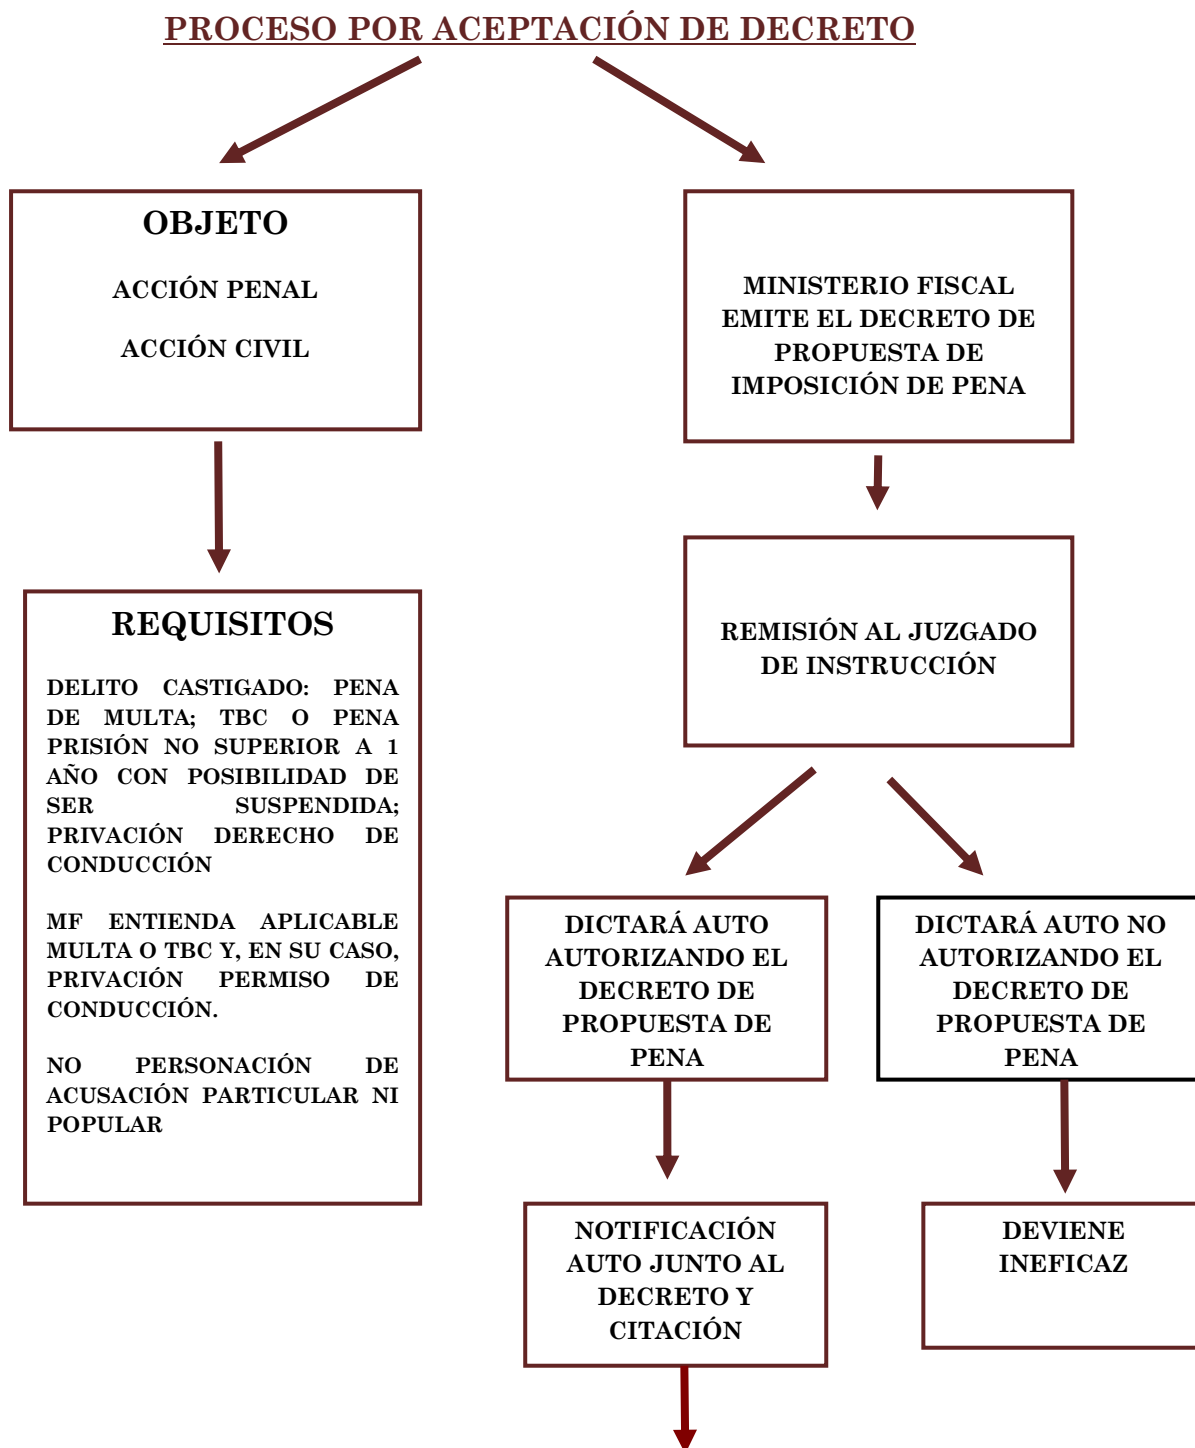 PROCESO POR ACEPTACIÓN DE DECRETO
OBJETO
ACCIÓN PENAL
ACCIÓN CIVIL
MINISTERIO FISCAL
EMITE EL DECRETO DE
PROPUESTA DE
IMPOSICIÓN DE PENA
REMISIÓN AL JUZGADO
DE INSTRUCCIÓN
REQUISITOS
DELITO CASTIGADO: PENA
DE MULTA; TBC O PENA
PRISIÓN NO SUPERIOR A 1
AÑO CON POSIBILIDAD DE
SER SUSPENDIDA;
PRIVACIÓN DERECHO DE
CONDUCCIÓN
MF ENTIENDA APLICABLE
MULTA O TBC Y, EN SU CASO,
PRIVACIÓN PERMISO DE
CONDUCCIÓN.
NO PERSONACIÓN DE
ACUSACIÓN PARTICULAR NI
POPULAR
DICTARÁ AUTO
AUTORIZANDO EL
DECRETO DE
PROPUESTA DE
PENA
DICTARÁ AUTO NO
AUTORIZANDO EL
DECRETO DE
PROPUESTA DE
PENA
NOTIFICACIÓN
AUTO JUNTO AL
DECRETO Y
CITACIÓN
DEVIENE
INEFICAZ